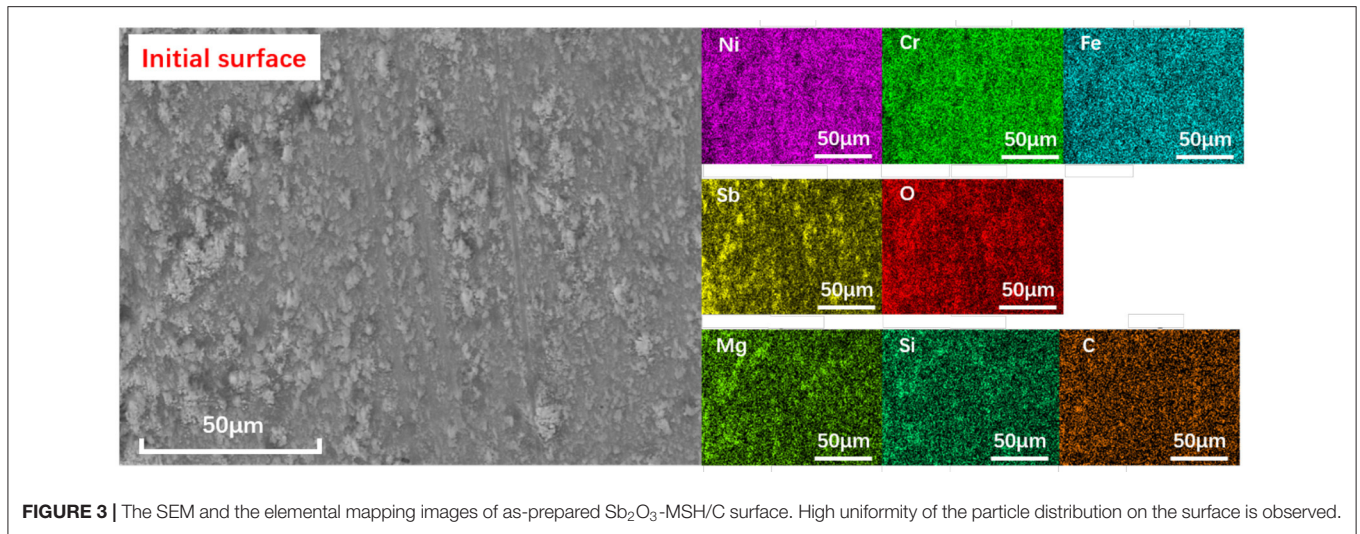 Initial surface
50μm
Ni
50μm
Cr
50μm
Fe
50μm
Sb
50μm
O
50μm
Mg
50μm
Si
50μm
C
50μm
FIGURE 3 | The SEM and the elemental mapping images of as-prepared Sb₂O₃-MSH/C surface. High uniformity of the particle distribution on the surface is observed.